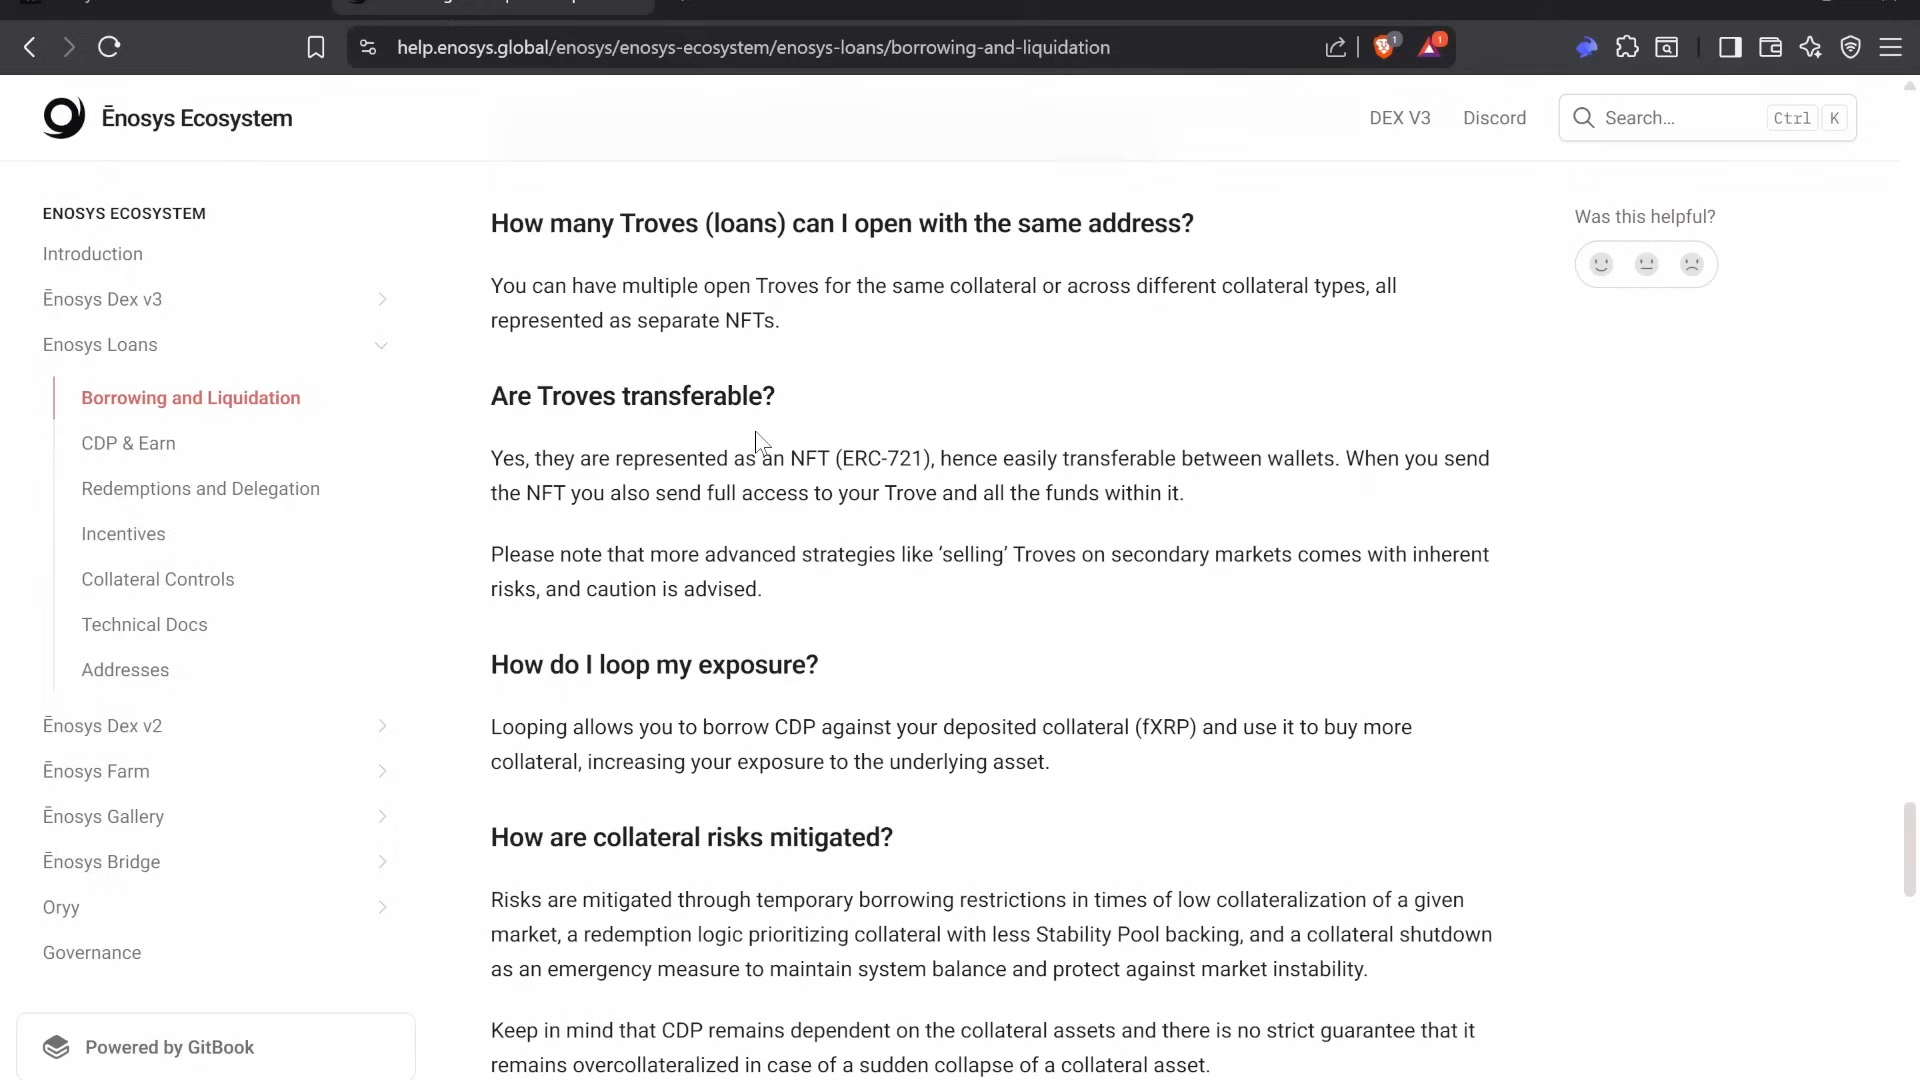 help.enosys.global/enosys/enosys-ecosystem/enosys-loans/borrowing-and-liquidation
1
1
Ēnosys Ecosystem
DEX V3
Discord
Search...
Ctrl
K
ENOSYS ECOSYSTEM
Introduction
Ēnosys Dex v3
Enosys Loans
Borrowing and Liquidation
CDP & Earn
Redemptions and Delegation
Incentives
Collateral Controls
Technical Docs
Addresses
Ēnosys Dex v2
Ēnosys Farm
Ēnosys Gallery
Ēnosys Bridge
Oryy
Governance
Powered by GitBook
How many Troves (loans) can I open with the same address?
You can have multiple open Troves for the same collateral or across different collateral types, all
represented as separate NFTs.
Are Troves transferable?
Yes, they are represented as an NFT (ERC-721), hence easily transferable between wallets. When you send
the NFT you also send full access to your Trove and all the funds within it.
Please note that more advanced strategies like ‘selling’ Troves on secondary markets comes with inherent
risks, and caution is advised.
How do I loop my exposure?
Looping allows you to borrow CDP against your deposited collateral (fXRP) and use it to buy more
collateral, increasing your exposure to the underlying asset.
How are collateral risks mitigated?
Risks are mitigated through temporary borrowing restrictions in times of low collateralization of a given
market, a redemption logic prioritizing collateral with less Stability Pool backing, and a collateral shutdown
as an emergency measure to maintain system balance and protect against market instability.
Keep in mind that CDP remains dependent on the collateral assets and there is no strict guarantee that it
remains overcollateralized in case of a sudden collapse of a collateral asset.
Was this helpful?